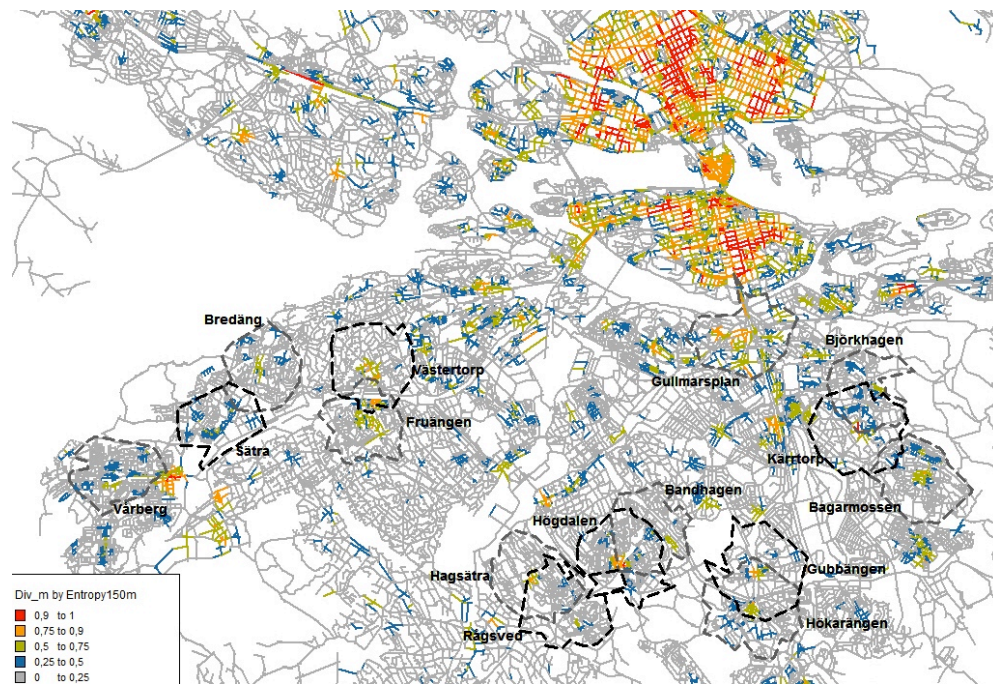 Bredäng
Björkhagen
Västertorp
Gullmarsplan
Fruängen
Sätra
Kärrtorp
Vårberg
Bandhagen
Bagarmossen
Högdalen
Hagsätra
Gubbängen
Hökarängen
Rågsved
Div_m by Entropy150m
0,9 to 1
0,75 to 0,9
0,5 to 0,75
0,25 to 0,5
0 to 0,25